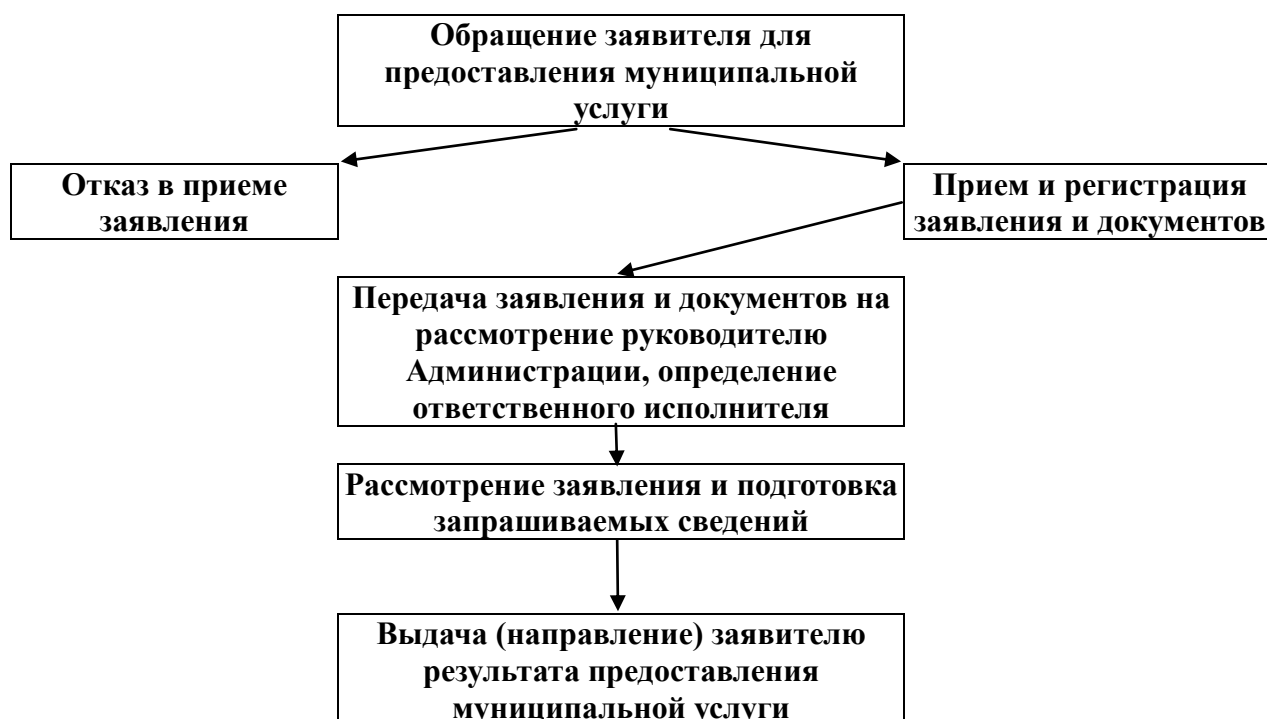 Обращение заявителя для
предоставления муниципальной
услуги
Отказ в приеме
заявления
Прием и регистрация
заявления и документов
Передача заявления и документов на
рассмотрение руководителю
Администрации, определение
ответственного исполнителя
Рассмотрение заявления и подготовка
запрашиваемых сведений
Выдача (направление) заявителю
результата предоставления
муниципальной услуги